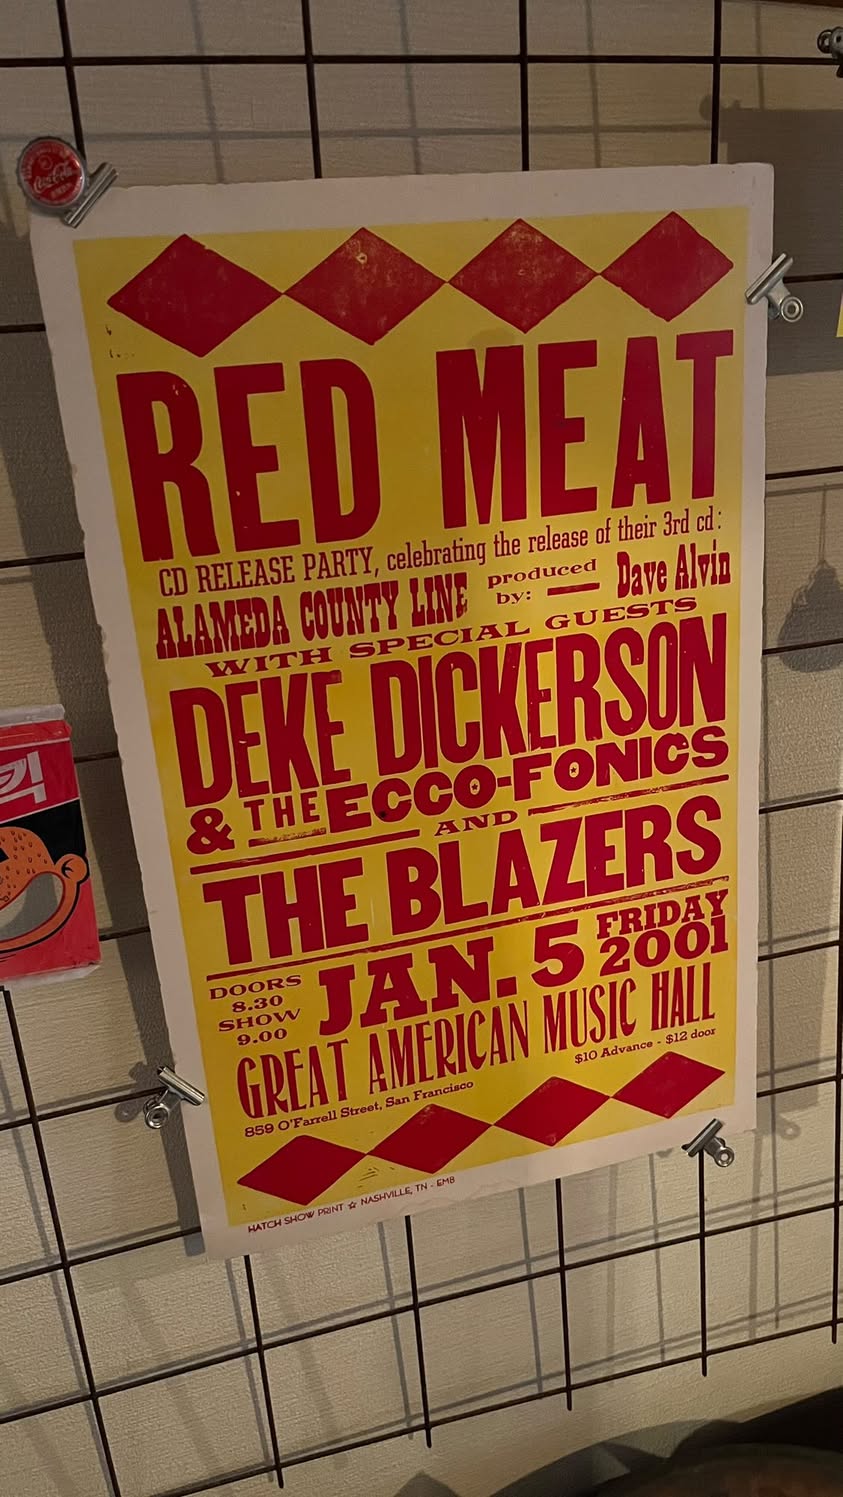 Coca-Cola
RED MEAT
CD RELEASE PARTY, celebrating the release of their 3rd cd:
ALAMEDA COUNTY LINE produced by: Dave Alvin
WITH SPECIAL GUESTS
DEKE DICKERSON
& THE ECCO-FONICS
AND
THE BLAZERS
DOORS
8.30
SHOW
9.00
JAN. 5
FRIDAY
2001
GREAT AMERICAN MUSIC HALL
859 O'Farrell Street, San Francisco
$10 Advance - $12 door
HATCH SHOW PRINT ☆ NASHVILLE, TN - EMB